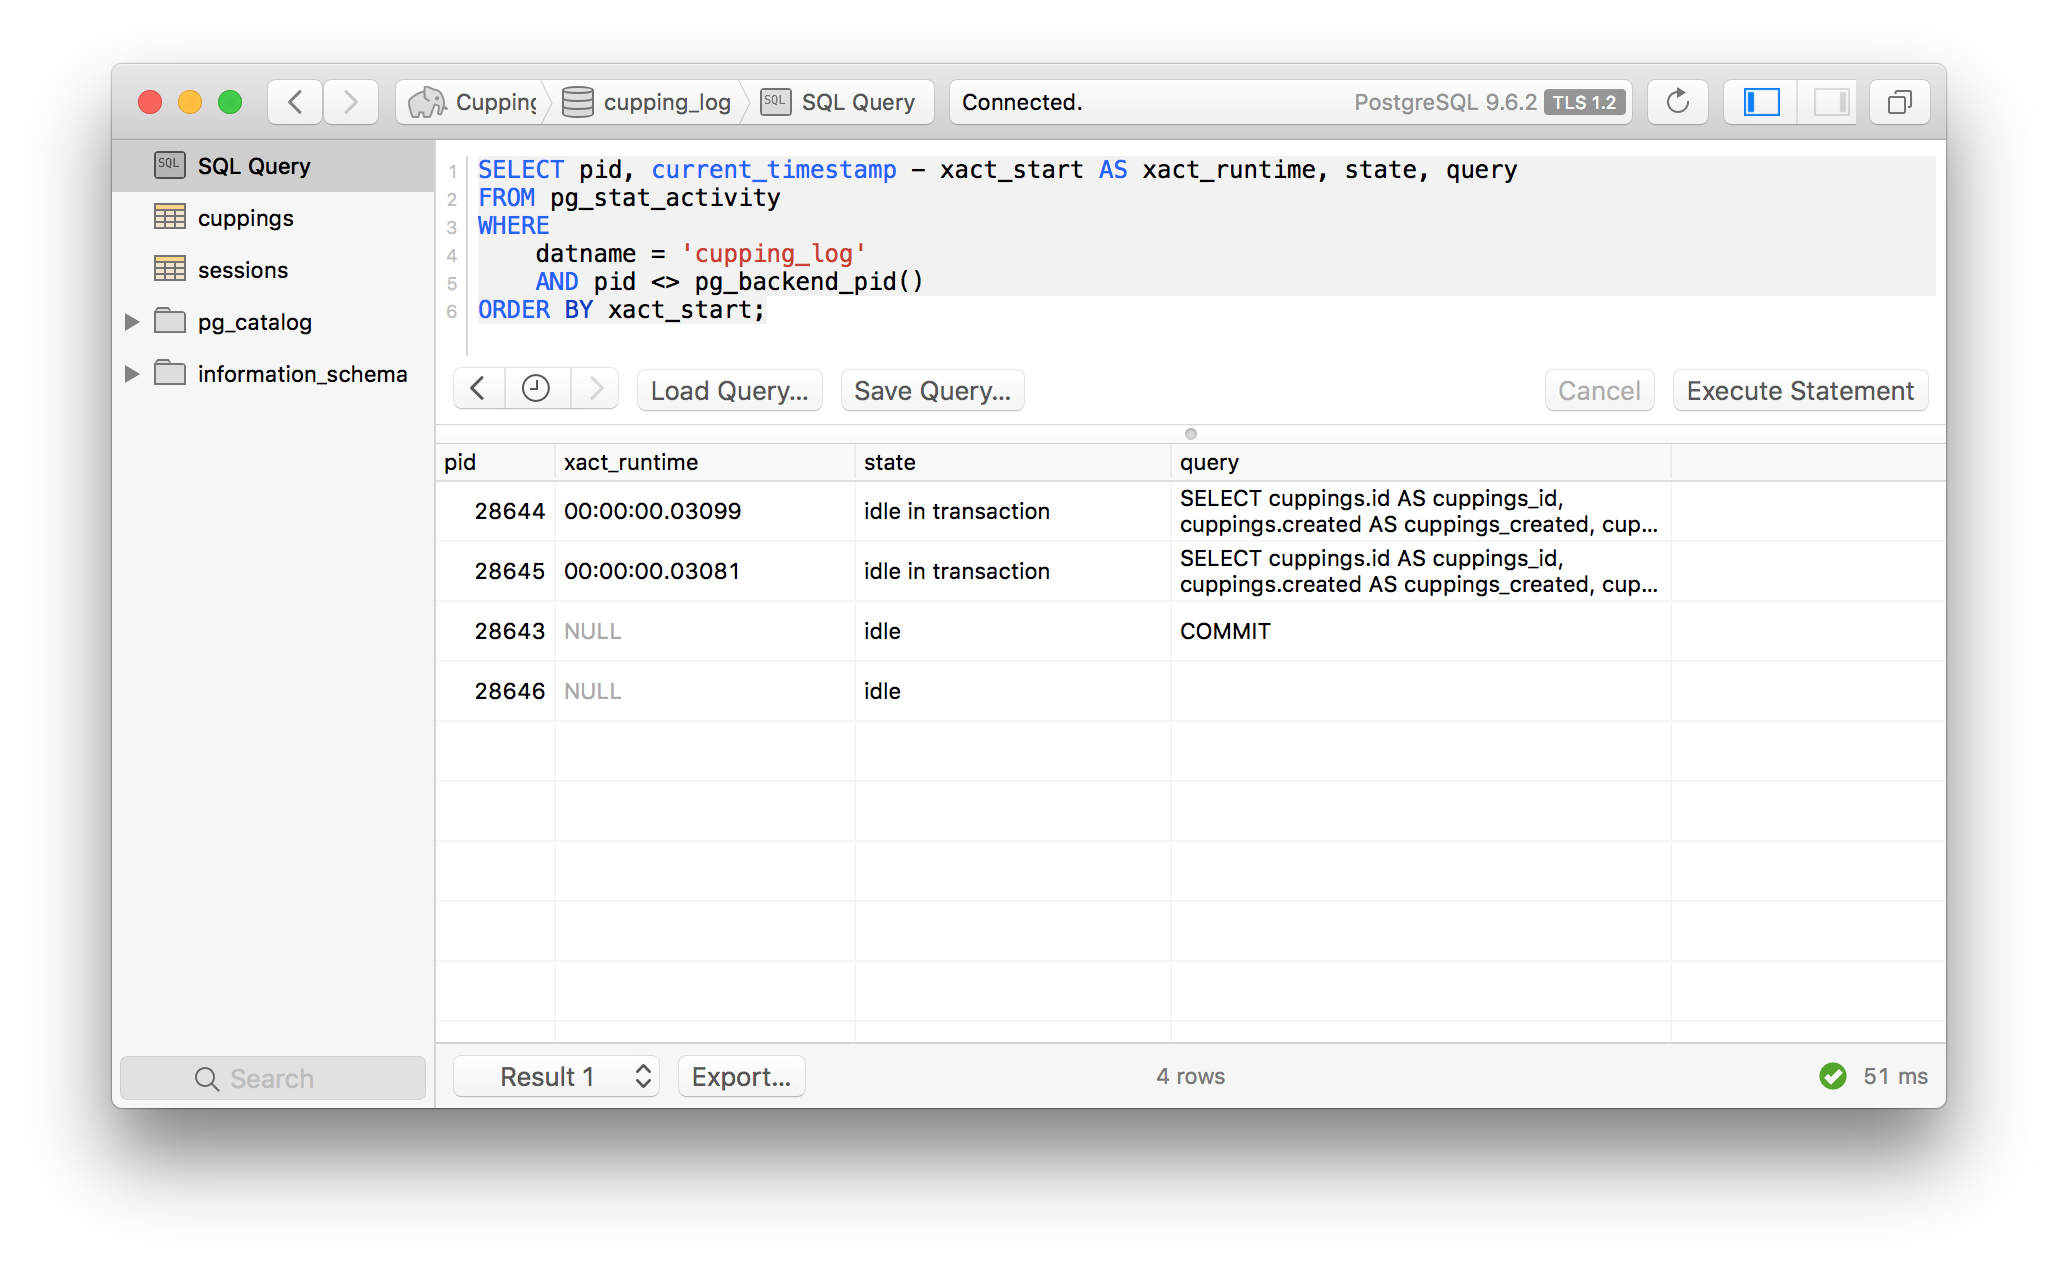 Cupping
cupping_log
SQL
SQL Query
Connected.
PostgreSQL 9.6.2
TLS 1.2
SQL
SQL Query
cuppings
sessions
pg_catalog
information_schema
Search
1 SELECT pid, current_timestamp - xact_start AS xact_runtime, state, query
2 FROM pg_stat_activity
3 WHERE
4 datname = 'cupping_log'
5 AND pid <> pg_backend_pid()
6 ORDER BY xact_start;
Load Query... Save Query... Cancel Execute Statement
pid xact_runtime state query
28644 00:00:00.03099 idle in transaction SELECT cuppings.id AS cuppings_id,
cuppings.created AS cuppings_created, cup...
28645 00:00:00.03081 idle in transaction SELECT cuppings.id AS cuppings_id,
cuppings.created AS cuppings_created, cup...
28643 NULL idle COMMIT
28646 NULL idle
Result 1 Export... 4 rows 51 ms